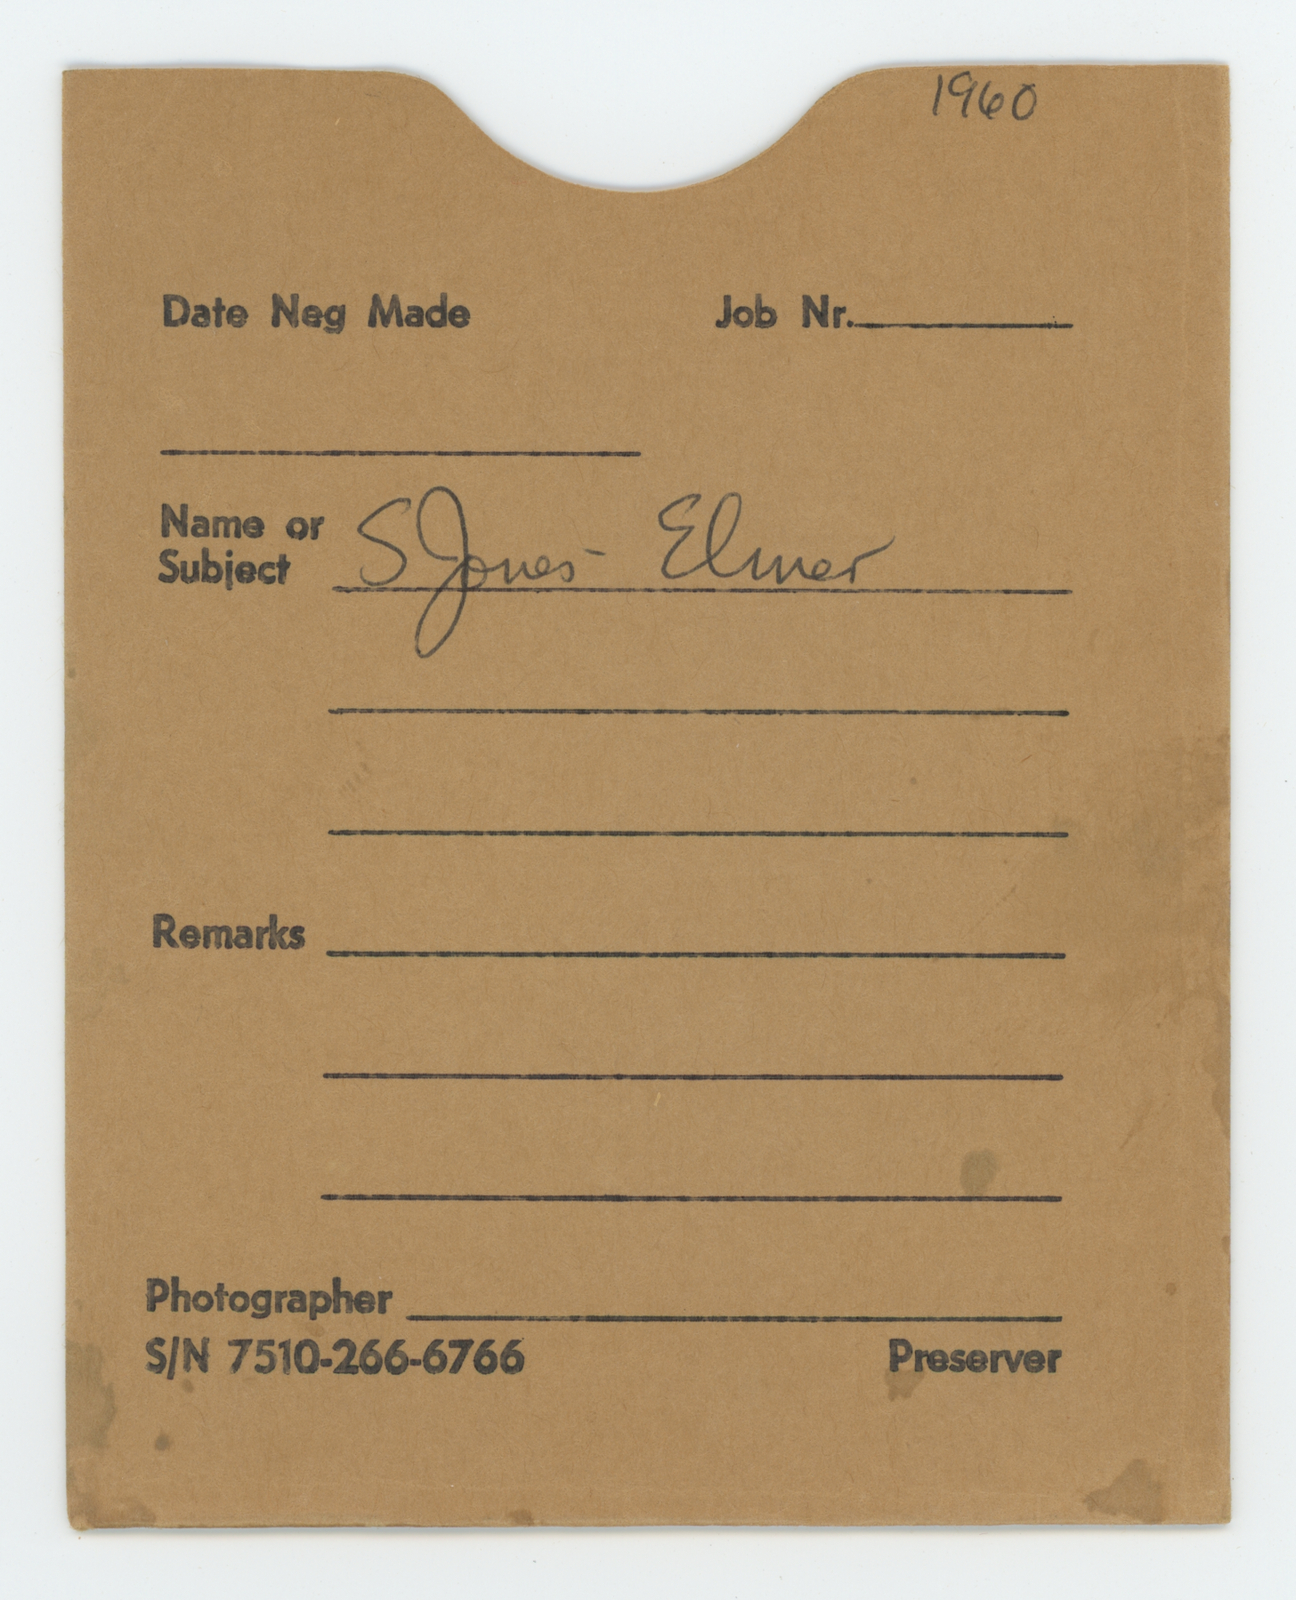 1960
Date Neg Made Job Nr.
Name or
Subject S Jones Elmer
Remarks
Photographer
S/N 7510-266-6766 Preserver